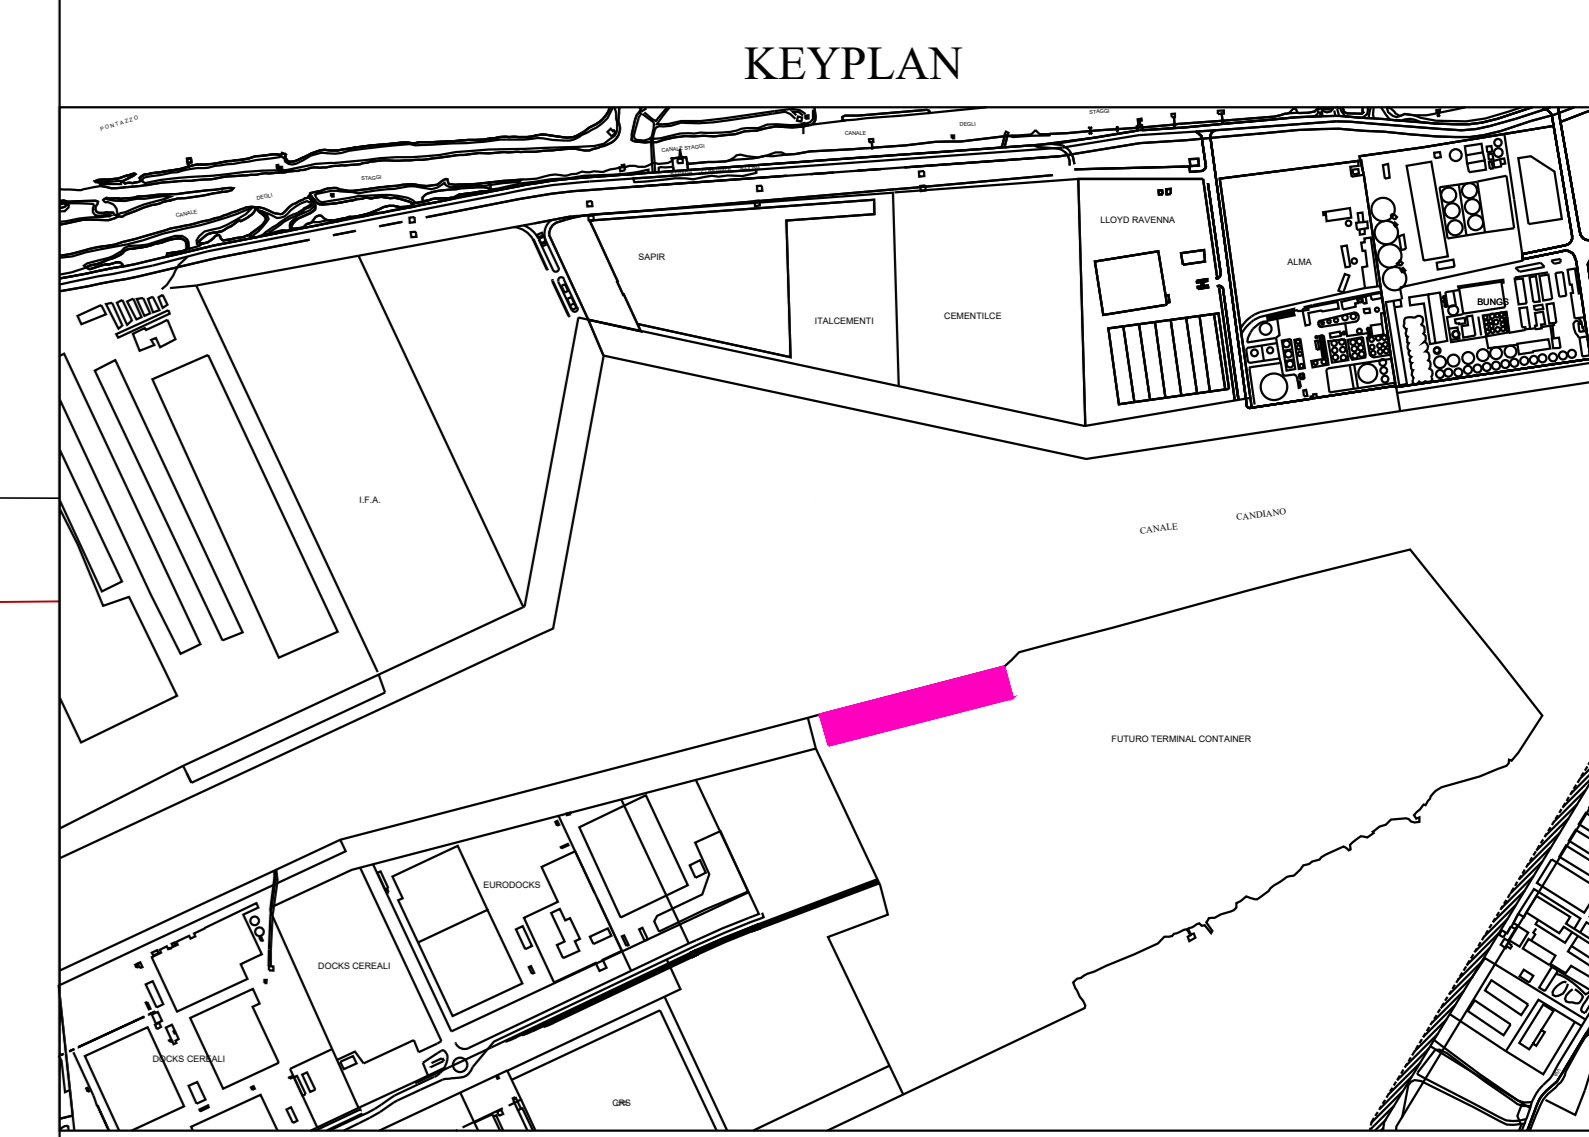 KEYPLAN
PONTAZZO
STAGGI
DEGLI
CANALE
CANALE STAGGI
STAGGI
DEGLI
CANALE
LLOYD RAVENNA
SAPIR
ALMA
BUNGE
ITALCEMENTI
CEMENTILCE
I.F.A.
CANALE CANDIANO
FUTURO TERMINAL CONTAINER
EURODOCKS
DOCKS CEREALI
DOCKS CEREALI